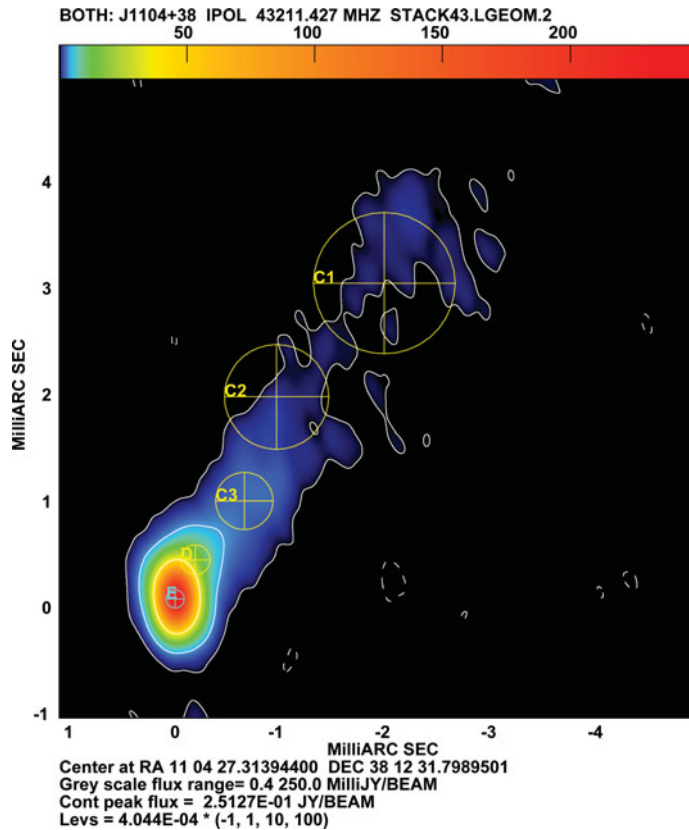 BOTH: J1104+38 IPOL 43211.427 MHZ STACK43.LGEOM.2
50 100 150 200
4
3
2
1
0
-1
MilliARC SEC
C1
C2
C3
D
E
1 0 -1 -2 -3 -4
MilliARC SEC
Center at RA 11 04 27.31394400 DEC 38 12 31.7989501
Grey scale flux range= 0.4 250.0 MilliJY/BEAM
Cont peak flux = 2.5127E-01 JY/BEAM
Levs = 4.044E-04 * (-1, 1, 10, 100)